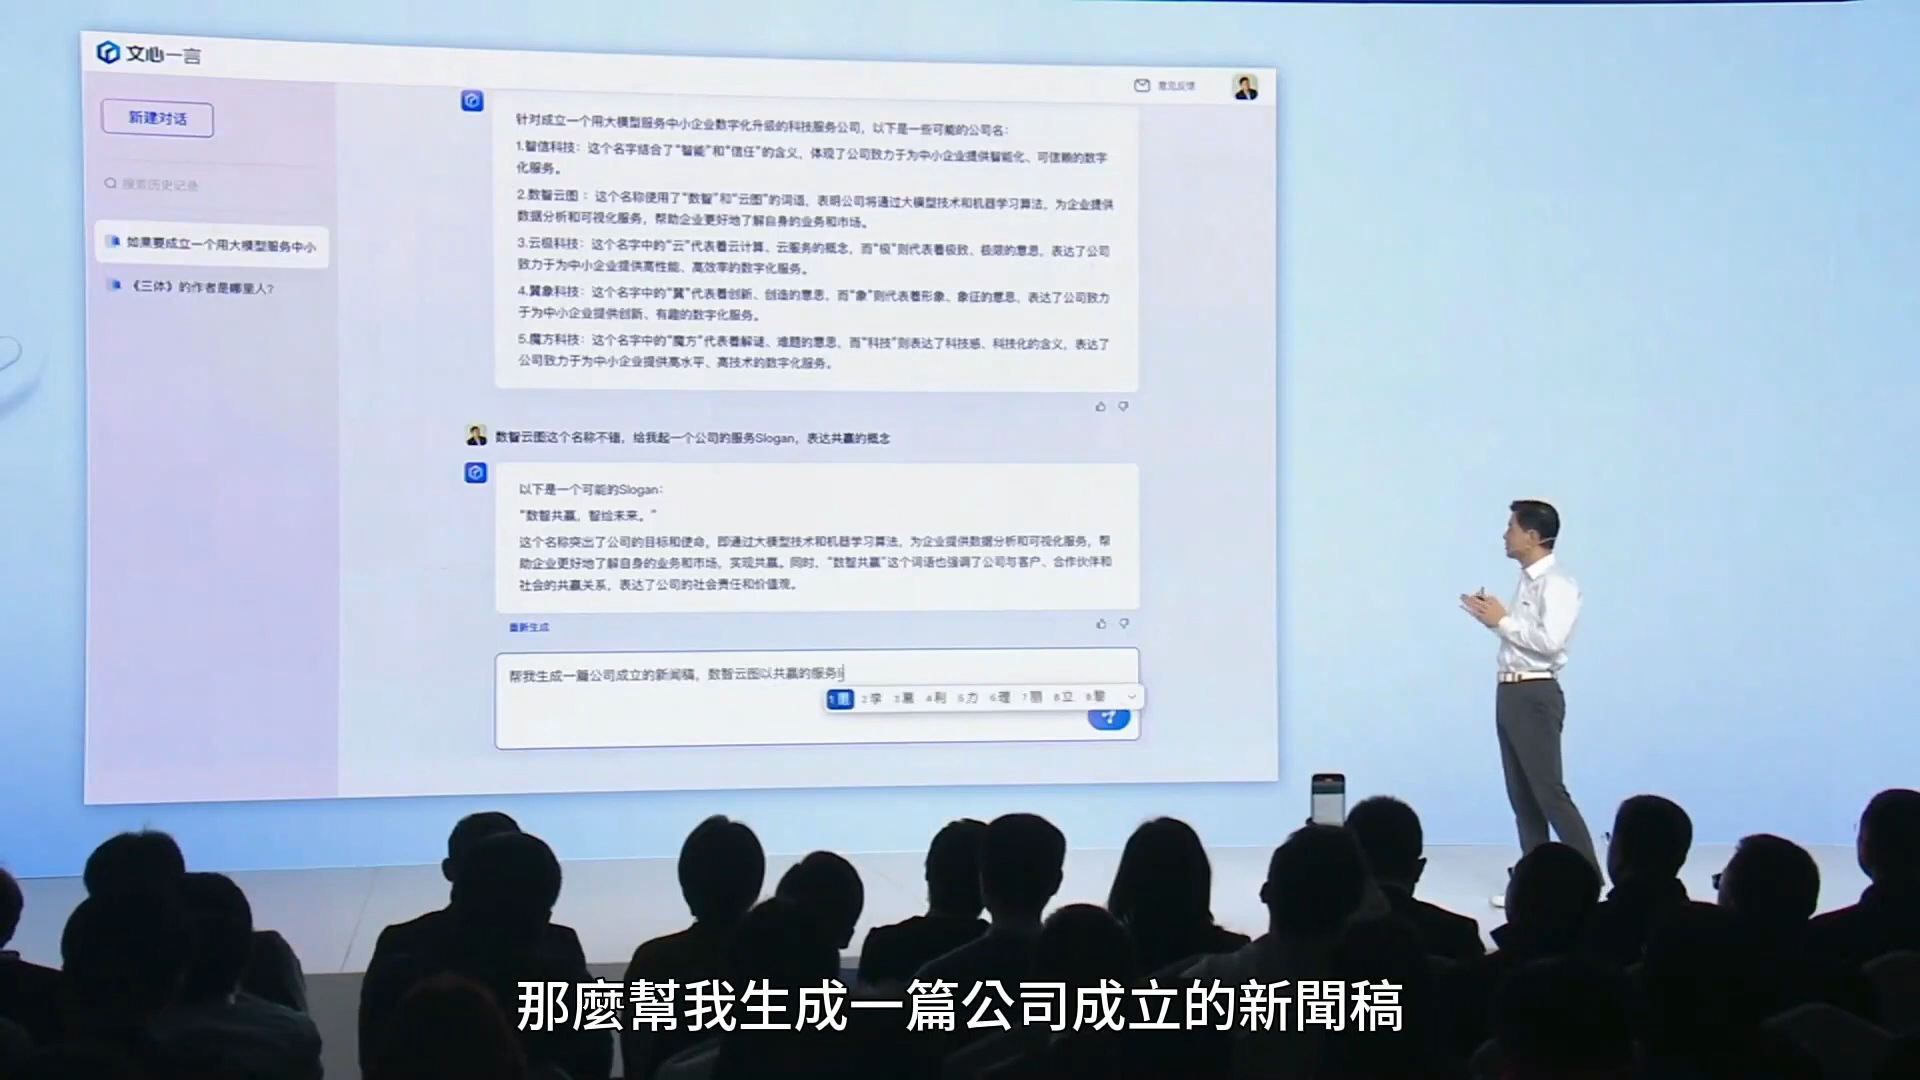 文心一言
意见反馈
新建对话
搜索历史记录
如果要成立一个用大模型服务中小
《三体》的作者是哪里人?
针对成立一个用大模型服务中小企业数字化升级的科技服务公司，以下是一些可能的公司名：
1.智信科技：这个名字结合了“智能”和“信任”的含义，体现了公司致力于为中小企业提供智能化、可信赖的数字
化服务。
2.数智云图：这个名称使用了“数智”和“云图”的词语，表明公司将通过大模型技术和机器学习算法，为企业提供
数据分析和可视化服务，帮助企业更好地了解自身的业务和市场。
3.云极科技：这个名字中的“云”代表着云计算、云服务的概念，而“极”则代表着极致、极限的意思，表达了公司
致力于为中小企业提供高性能、高效率的数字化服务。
4.翼象科技：这个名字中的“翼”代表着创新、创造的意思，而“象”则代表着形象、象征的意思，表达了公司致力
于为中小企业提供创新、有趣的数字化服务。
5.魔方科技：这个名字中的“魔方”代表着解谜、难题的意思，而“科技”则表达了科技感、科技化的含义，表达了
公司致力于为中小企业提供高水平、高技术的数字化服务。
数智云图这个名称不错，给我起一个公司的服务Slogan，表达共赢的概念
以下是一个可能的Slogan：
“数智共赢，智绘未来。”
这个名称突出了公司的目标和使命，即通过大模型技术和机器学习算法，为企业提供数据分析和可视化服务，帮
助企业更好地了解自身的业务和市场，实现共赢。同时，“数智共赢”这个词语也强调了公司与客户、合作伙伴和
社会的共赢关系，表达了公司的社会责任和价值观。
重新生成
帮我生成一篇公司成立的新闻稿，数智云图以共赢的服务
1里 2李 3离 4利 5力 6理 7丽 8立 9黎
那麼幫我生成一篇公司成立的新聞稿